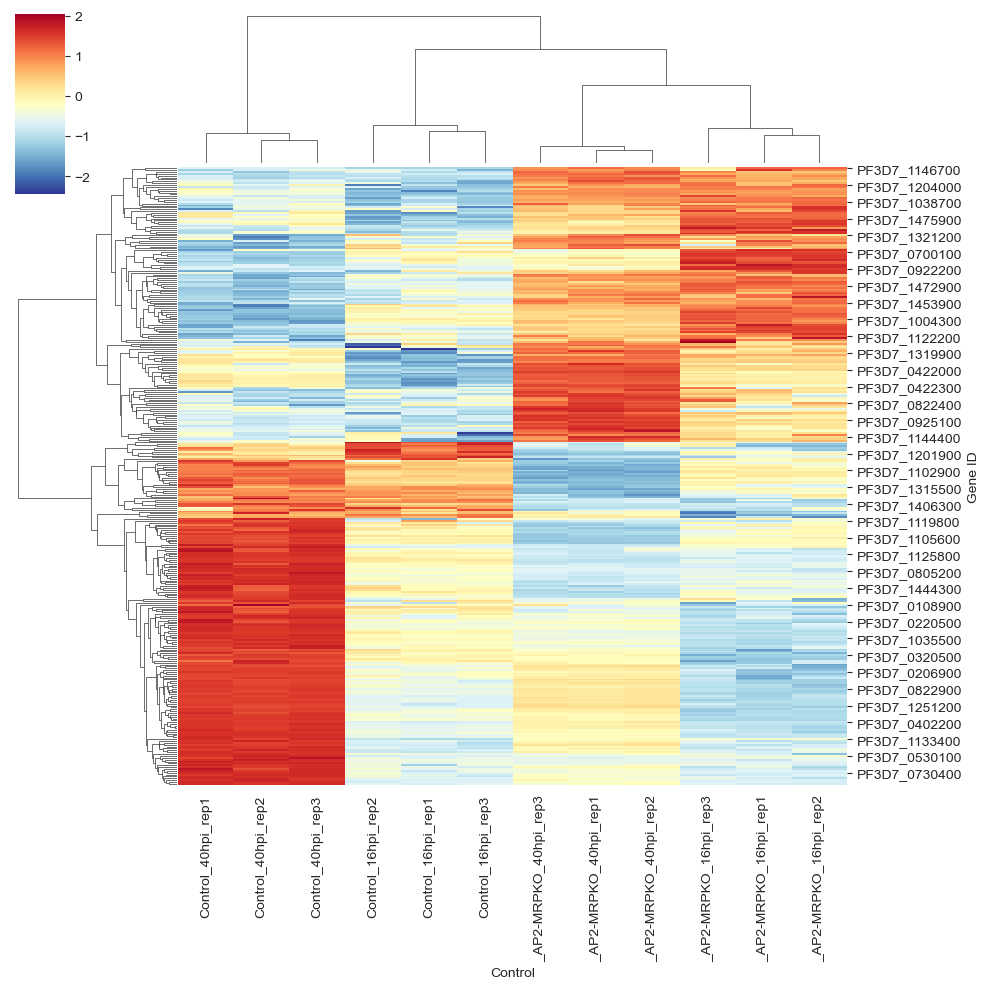 2
1
0
−1
−2
PF3D7_1146700
PF3D7_1204000
PF3D7_1038700
PF3D7_1475900
PF3D7_1321200
PF3D7_0700100
PF3D7_0922200
PF3D7_1472900
PF3D7_1453900
PF3D7_1004300
PF3D7_1122200
PF3D7_1319900
PF3D7_0422000
PF3D7_0422300
PF3D7_0822400
PF3D7_0925100
PF3D7_1144400
PF3D7_1201900
PF3D7_1102900
PF3D7_1315500
PF3D7_1406300
PF3D7_1119800
PF3D7_1105600
PF3D7_1125800
PF3D7_0805200
PF3D7_1444300
PF3D7_0108900
PF3D7_0220500
PF3D7_1035500
PF3D7_0320500
PF3D7_0206900
PF3D7_0822900
PF3D7_1251200
PF3D7_0402200
PF3D7_1133400
PF3D7_0530100
PF3D7_0730400
Gene ID
Control_40hpi_rep1
Control_40hpi_rep2
Control_40hpi_rep3
Control_16hpi_rep2
Control_16hpi_rep1
Control_16hpi_rep3
_AP2-MRPKO_40hpi_rep3
_AP2-MRPKO_40hpi_rep1
_AP2-MRPKO_40hpi_rep2
_AP2-MRPKO_16hpi_rep3
_AP2-MRPKO_16hpi_rep1
_AP2-MRPKO_16hpi_rep2
Control